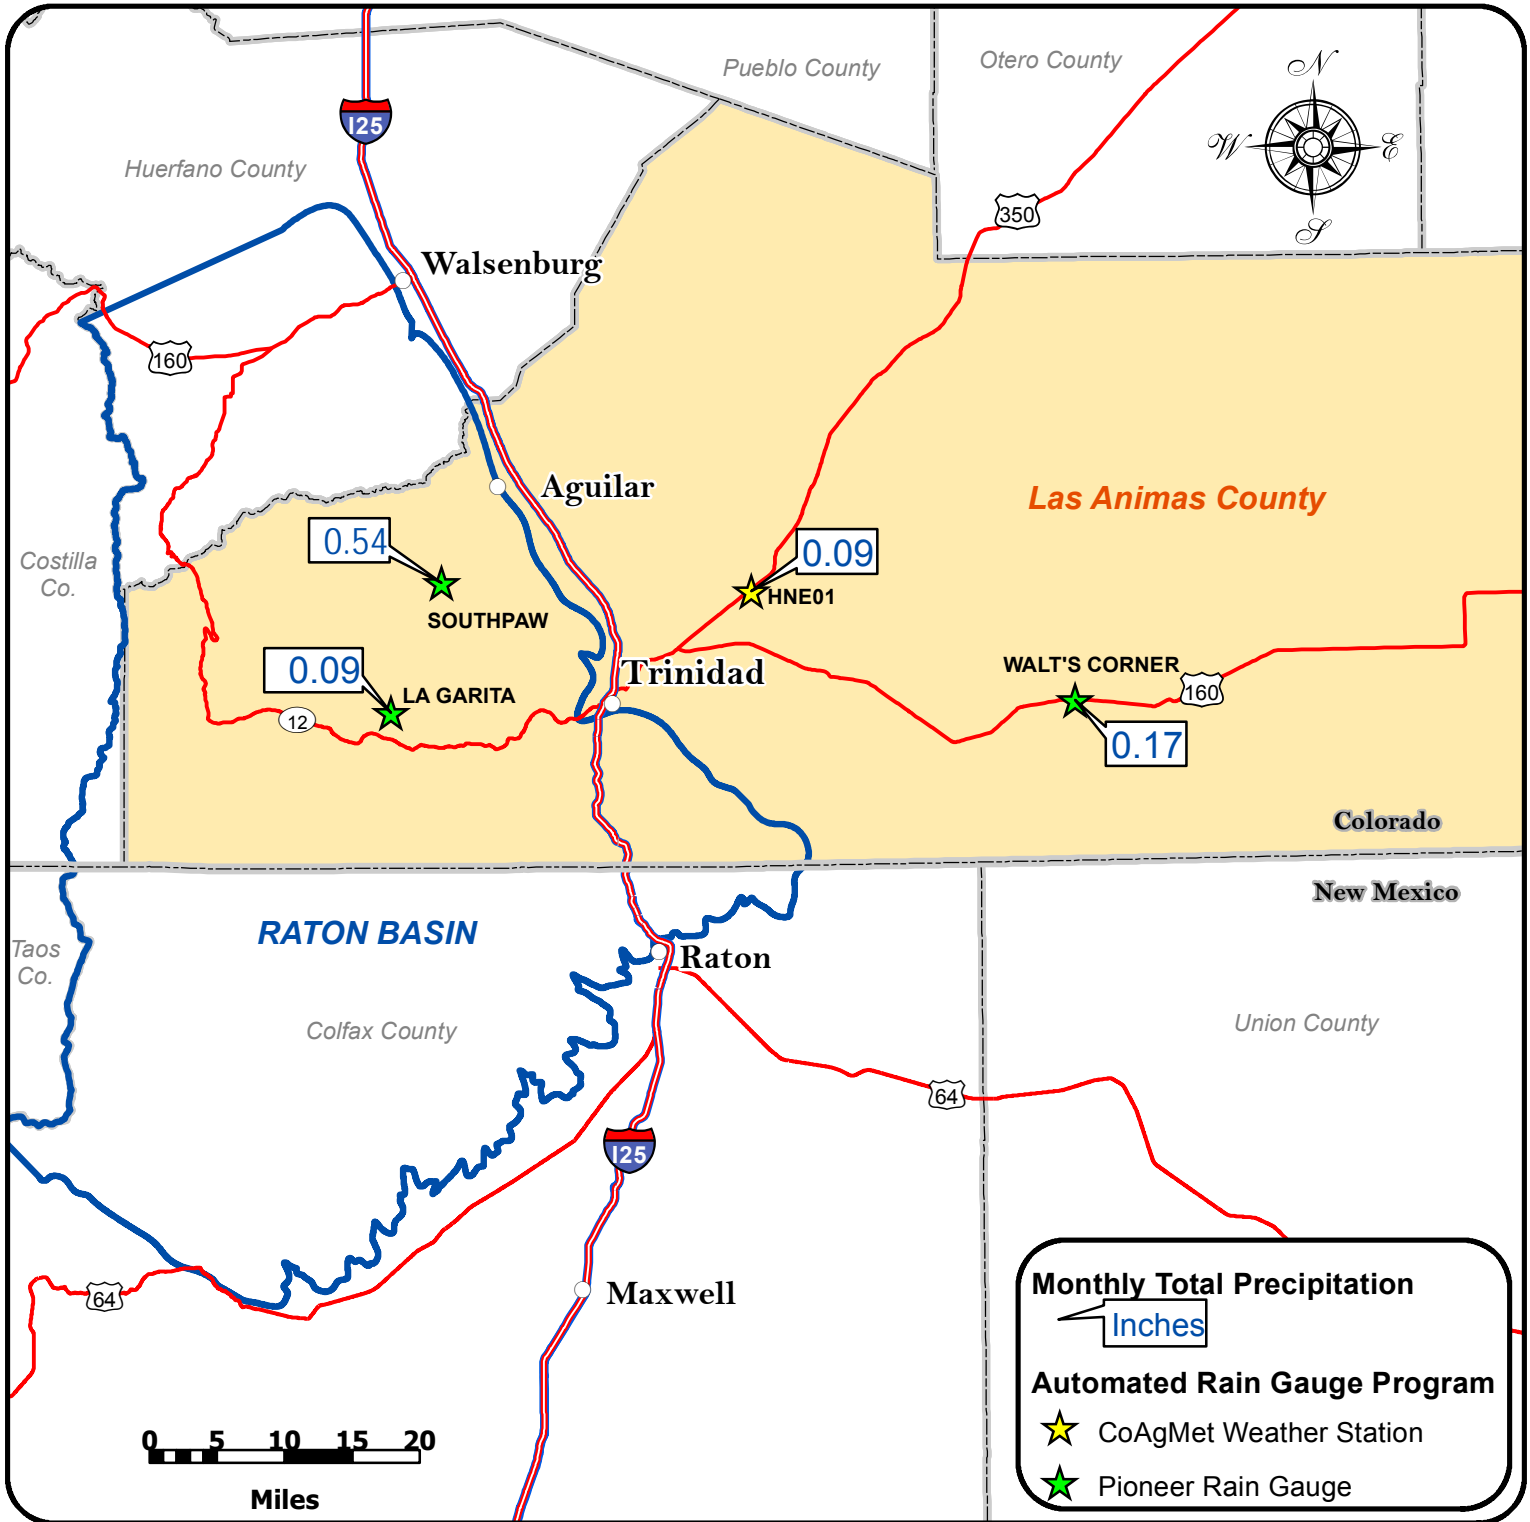 Pueblo County
Otero County
N
W
E
S
I25
Huerfano County
350
Walsenburg
160
Aguilar
Las Animas County
Costilla
Co.
0.54
0.09
HNE01
SOUTHPAW
0.09
LA GARITA
Trinidad
WALT'S CORNER
160
12
0.17
Colorado
New Mexico
RATON BASIN
Taos
Co.
Raton
Colfax County
Union County
64
I25
64
Maxwell
Monthly Total Precipitation
Inches
Automated Rain Gauge Program
CoAgMet Weather Station
Pioneer Rain Gauge
0 5 10 15 20
Miles